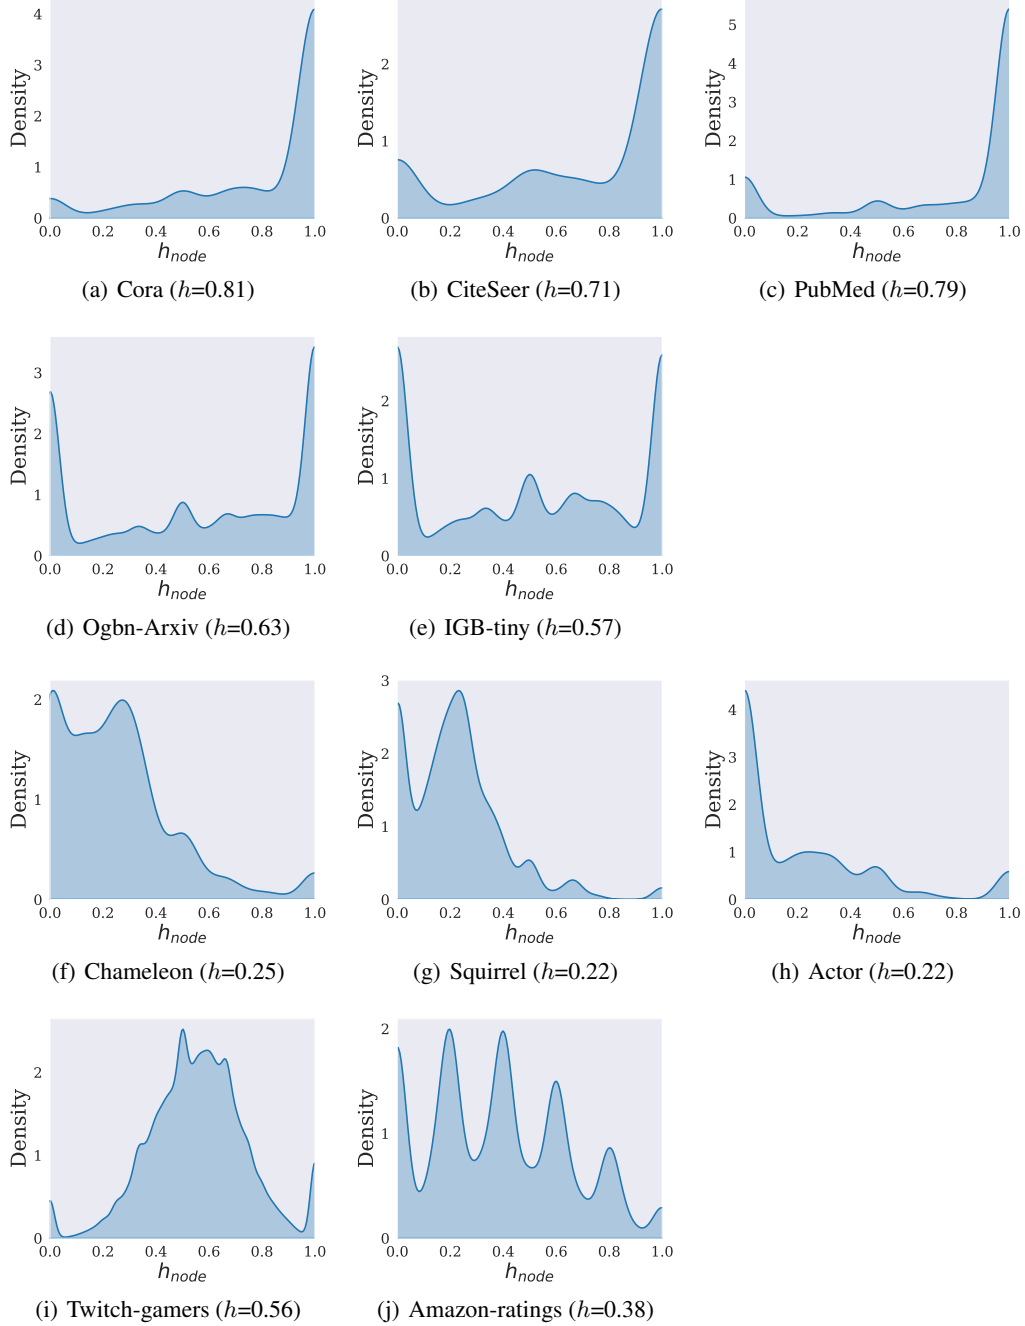 4
3
2
1
0
Density
0.0 0.2 0.4 0.6 0.8 1.0
h_node
(a) Cora (h=0.81)
2
1
0
Density
0.0 0.2 0.4 0.6 0.8 1.0
h_node
(b) CiteSeer (h=0.71)
5
4
3
2
1
0
Density
0.0 0.2 0.4 0.6 0.8 1.0
h_node
(c) PubMed (h=0.79)
3
2
1
0
Density
0.0 0.2 0.4 0.6 0.8 1.0
h_node
(d) Ogbn-Arxiv (h=0.63)
2
1
0
Density
0.0 0.2 0.4 0.6 0.8 1.0
h_node
(e) IGB-tiny (h=0.57)
2
1
0
Density
0.0 0.2 0.4 0.6 0.8 1.0
h_node
(f) Chameleon (h=0.25)
3
2
1
0
Density
0.0 0.2 0.4 0.6 0.8 1.0
h_node
(g) Squirrel (h=0.22)
4
3
2
1
0
Density
0.0 0.2 0.4 0.6 0.8 1.0
h_node
(h) Actor (h=0.22)
2
1
0
Density
0.0 0.2 0.4 0.6 0.8 1.0
h_node
(i) Twitch-gamers (h=0.56)
2
1
0
Density
0.0 0.2 0.4 0.6 0.8 1.0
h_node
(j) Amazon-ratings (h=0.38)